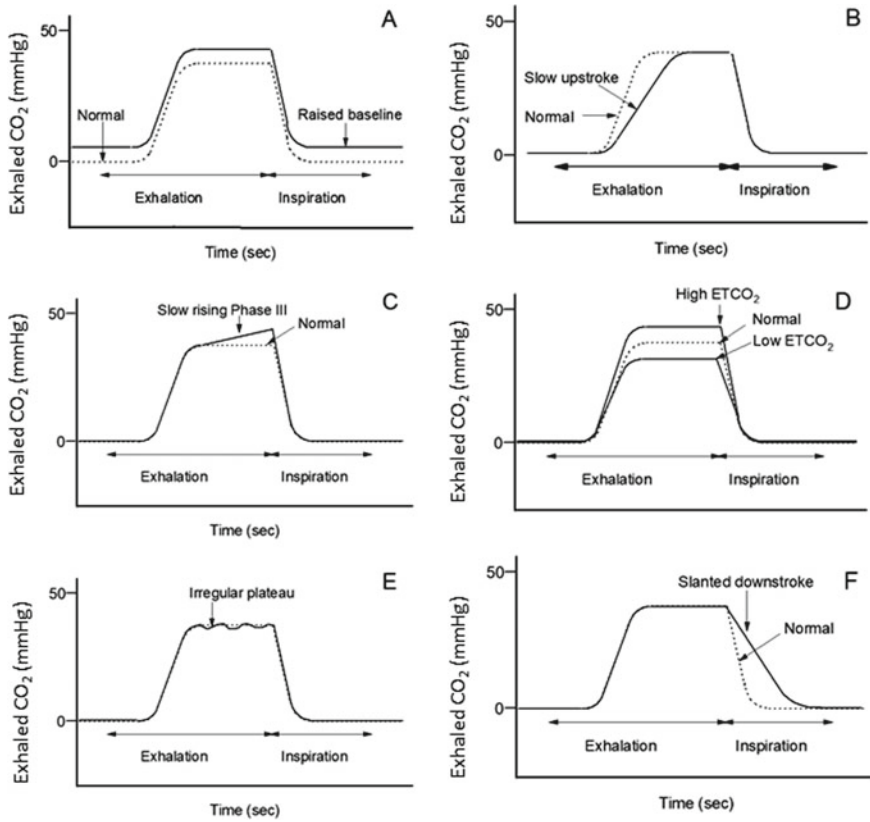 A
50
0
Exhaled CO₂ (mmHg)
Normal
Raised baseline
Exhalation
Inspiration
Time (sec)
B
50
0
Exhaled CO₂ (mmHg)
Slow upstroke
Normal
Exhalation
Inspiration
Time (sec)
C
50
0
Exhaled CO₂ (mmHg)
Slow rising Phase III
Normal
Exhalation
Inspiration
Time (sec)
D
50
0
Exhaled CO₂ (mmHg)
High ETCO₂
Normal
Low ETCO₂
Exhalation
Inspiration
Time (sec)
E
50
0
Exhaled CO₂ (mmHg)
Irregular plateau
Exhalation
Inspiration
Time (sec)
F
50
0
Exhaled CO₂ (mmHg)
Slanted downstroke
Normal
Exhalation
Inspiration
Time (sec)